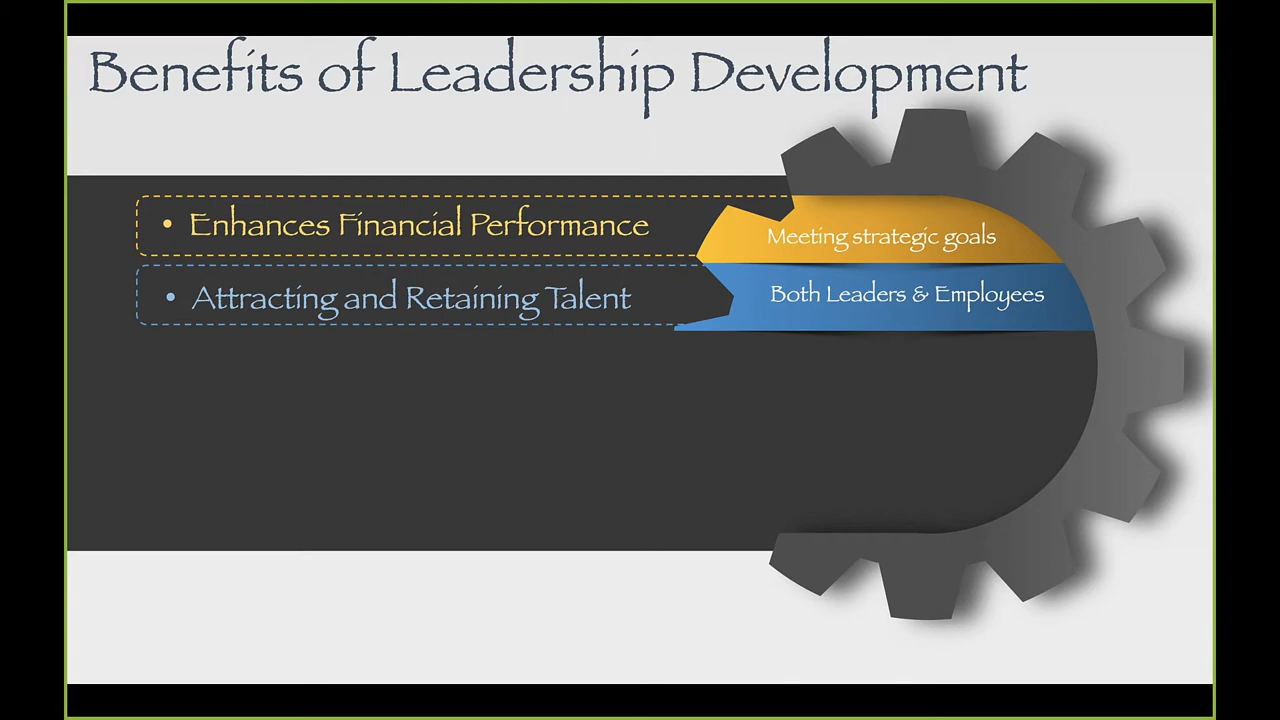 Benefits of Leadership Development
• Enhances Financial Performance
Meeting strategic goals
• Attracting and Retaining Talent
Both Leaders & Employees